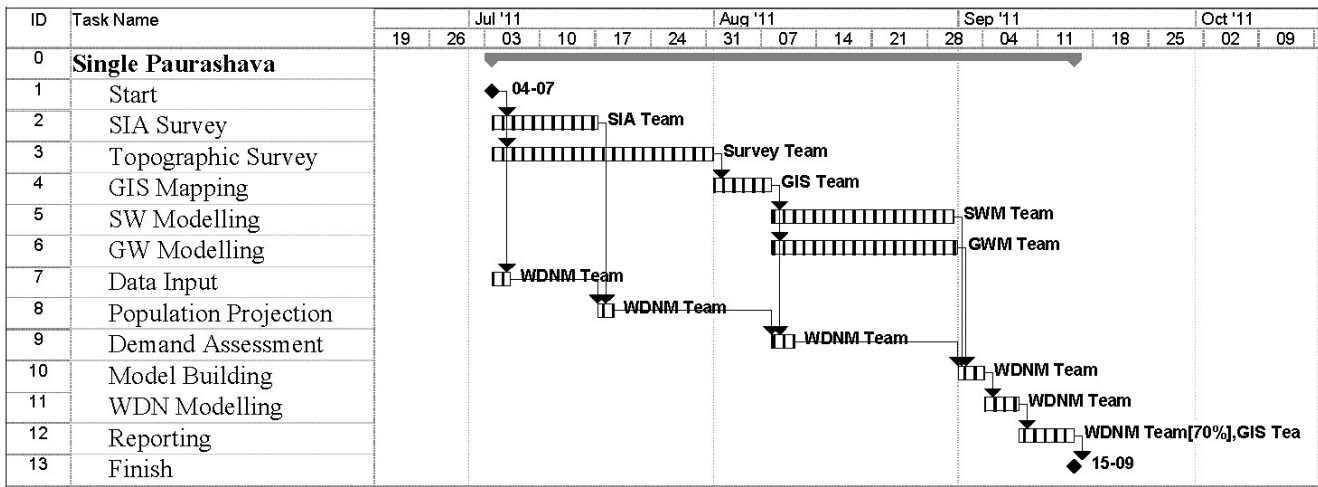 ID Task Name Jul '11 Aug '11 Sep '11 Oct '11
19 26 03 10 17 24 31 07 14 21 28 04 11 18 25 02 09
0 Single Paurashava
1 Start 04-07
2 SIA Survey SIA Team
3 Topographic Survey Survey Team
4 GIS Mapping GIS Team
5 SW Modelling SWM Team
6 GW Modelling GWM Team
7 Data Input WDNM Team
8 Population Projection WDNM Team
9 Demand Assessment WDNM Team
10 Model Building WDNM Team
11 WDN Modelling WDNM Team
12 Reporting WDNM Team[70%],GIS Tea
13 Finish 15-09